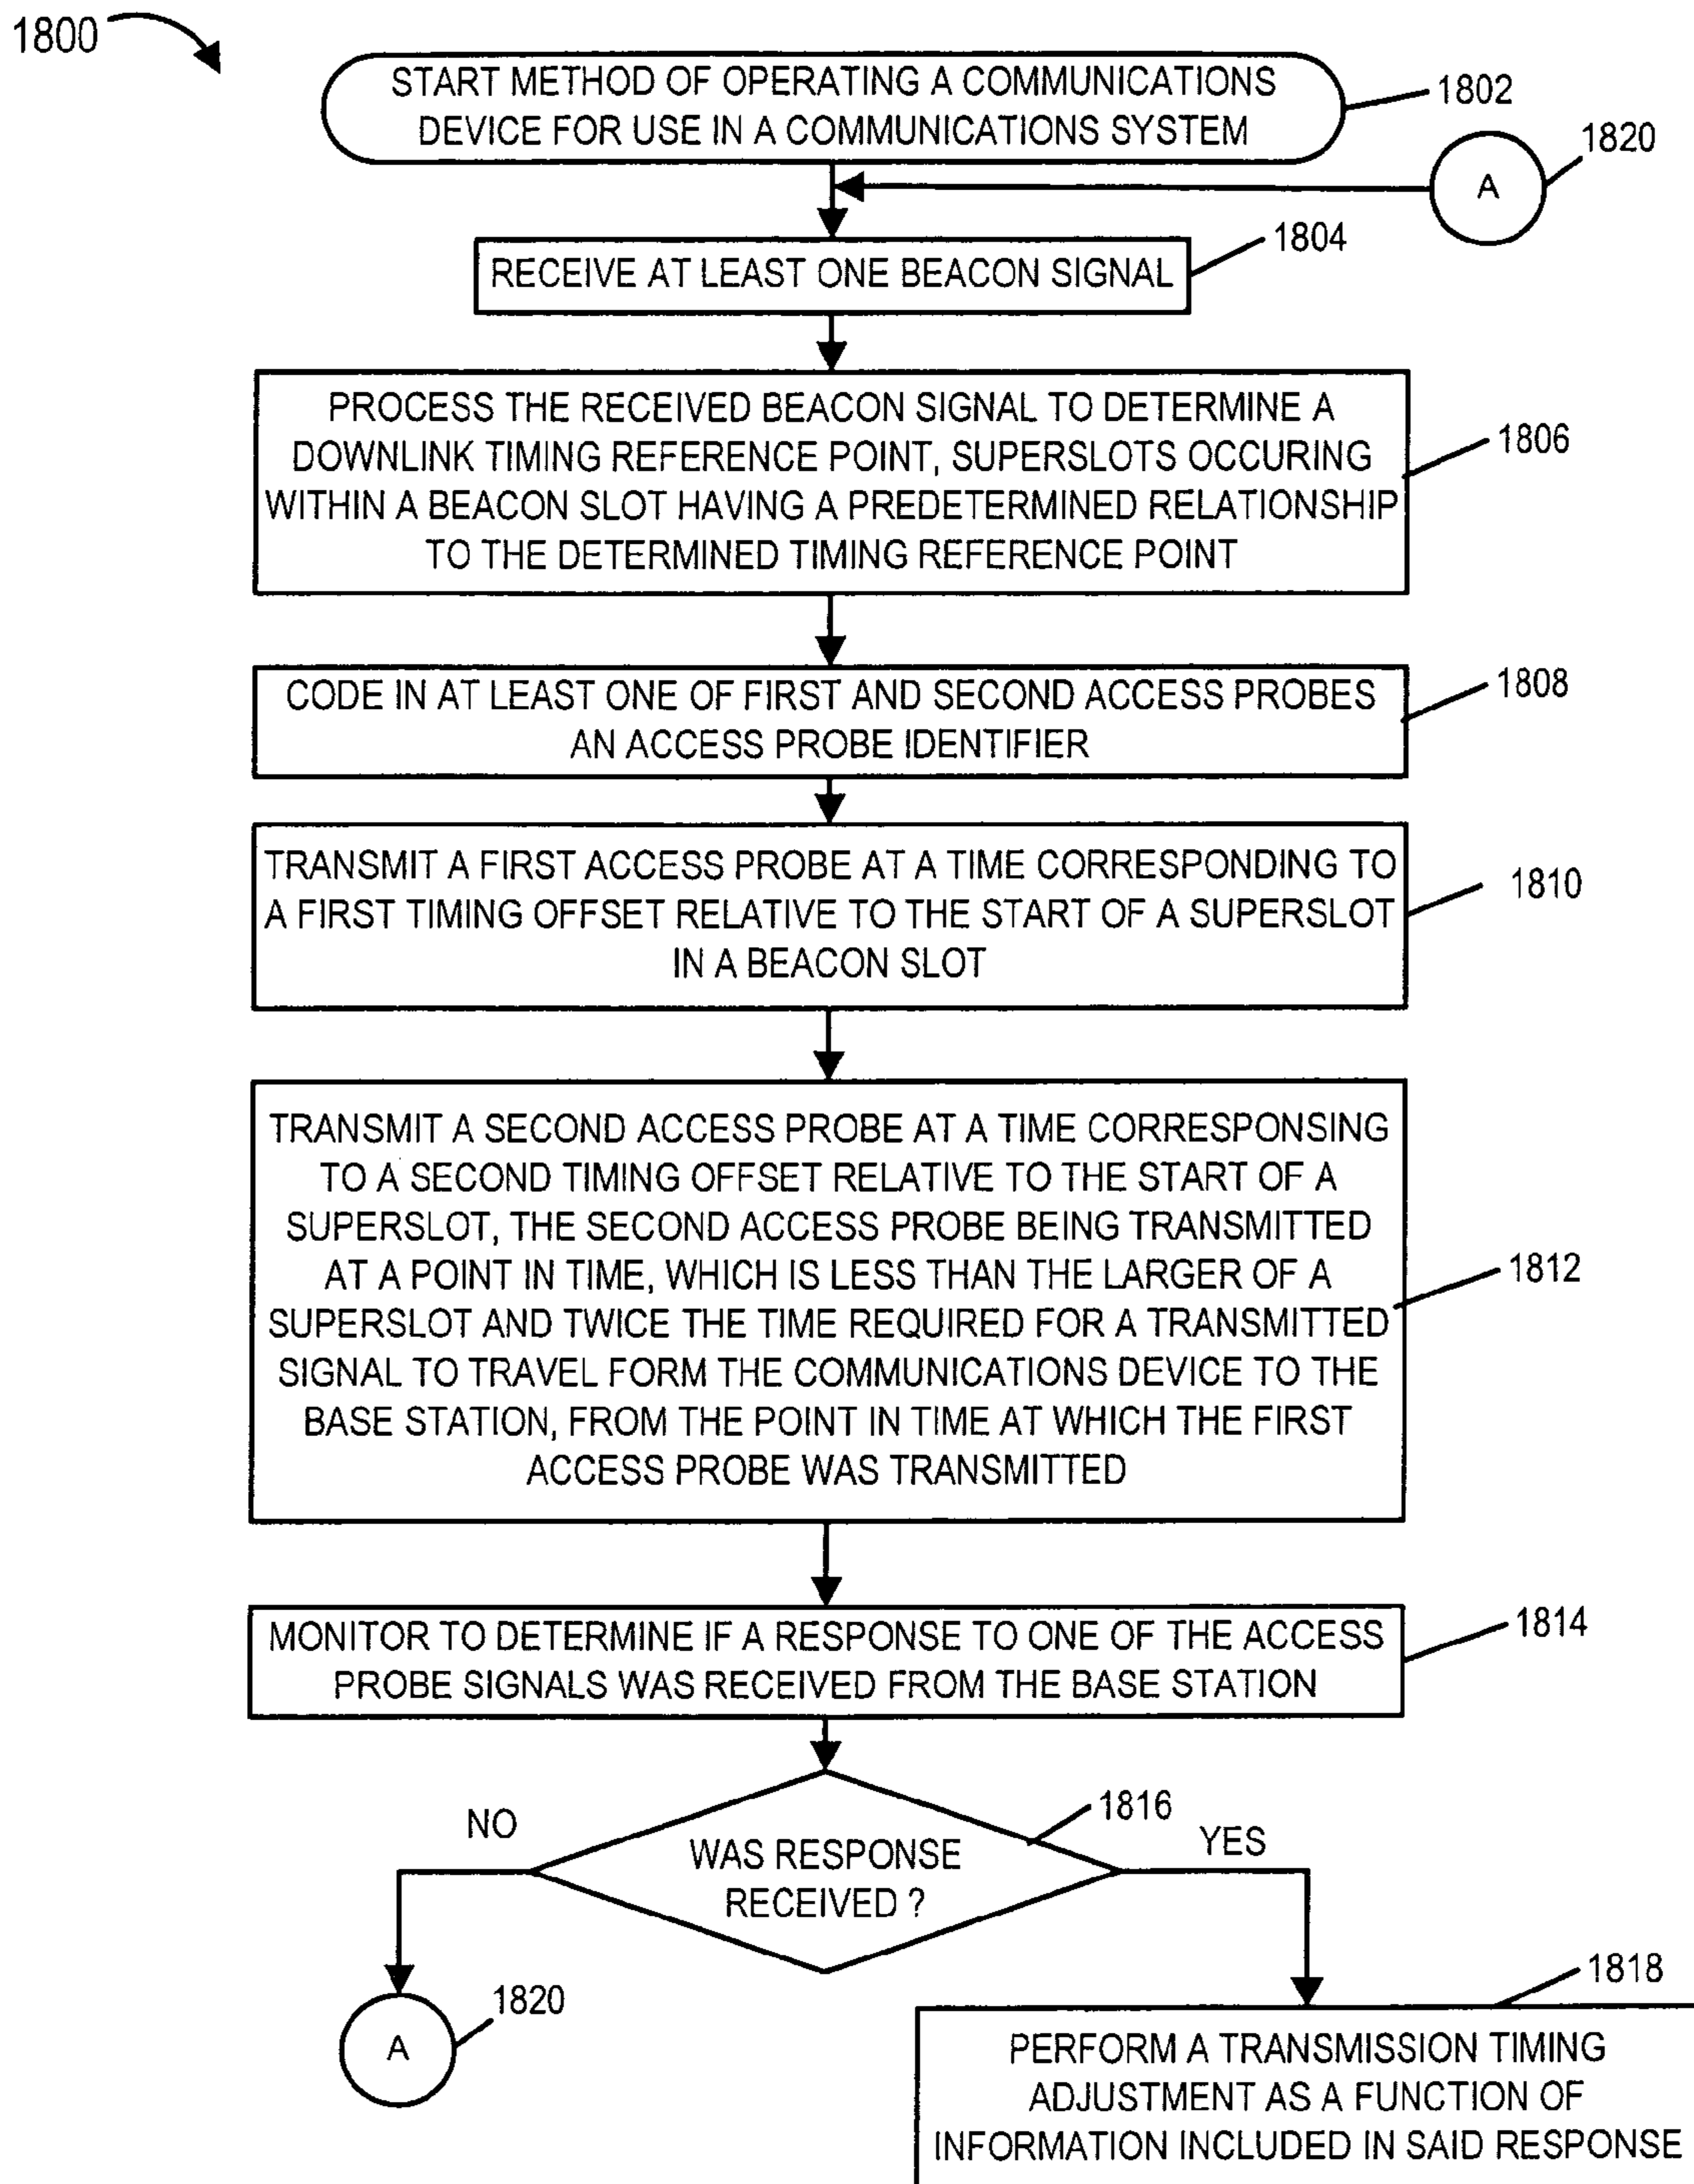 1800
START METHOD OF OPERATING A COMMUNICATIONS
DEVICE FOR USE IN A COMMUNICATIONS SYSTEM
1802
1820
A
1804
RECEIVE AT LEAST ONE BEACON SIGNAL
PROCESS THE RECEIVED BEACON SIGNAL TO DETERMINE A
DOWNLINK TIMING REFERENCE POINT, SUPERSLOTS OCCURING
WITHIN A BEACON SLOT HAVING A PREDETERMINED RELATIONSHIP
TO THE DETERMINED TIMING REFERENCE POINT
1806
CODE IN AT LEAST ONE OF FIRST AND SECOND ACCESS PROBES
AN ACCESS PROBE IDENTIFIER
1808
TRANSMIT A FIRST ACCESS PROBE AT A TIME CORRESPONDING TO
A FIRST TIMING OFFSET RELATIVE TO THE START OF A SUPERSLOT
IN A BEACON SLOT
1810
TRANSMIT A SECOND ACCESS PROBE AT A TIME CORRESPONSING
TO A SECOND TIMING OFFSET RELATIVE TO THE START OF A
SUPERSLOT, THE SECOND ACCESS PROBE BEING TRANSMITTED
AT A POINT IN TIME, WHICH IS LESS THAN THE LARGER OF A
SUPERSLOT AND TWICE THE TIME REQUIRED FOR A TRANSMITTED
SIGNAL TO TRAVEL FORM THE COMMUNICATIONS DEVICE TO THE
BASE STATION, FROM THE POINT IN TIME AT WHICH THE FIRST
ACCESS PROBE WAS TRANSMITTED
1812
MONITOR TO DETERMINE IF A RESPONSE TO ONE OF THE ACCESS
PROBE SIGNALS WAS RECEIVED FROM THE BASE STATION
1814
1816
NO
YES
WAS RESPONSE
RECEIVED ?
1818
1820
A
PERFORM A TRANSMISSION TIMING
ADJUSTMENT AS A FUNCTION OF
INFORMATION INCLUDED IN SAID RESPONSE